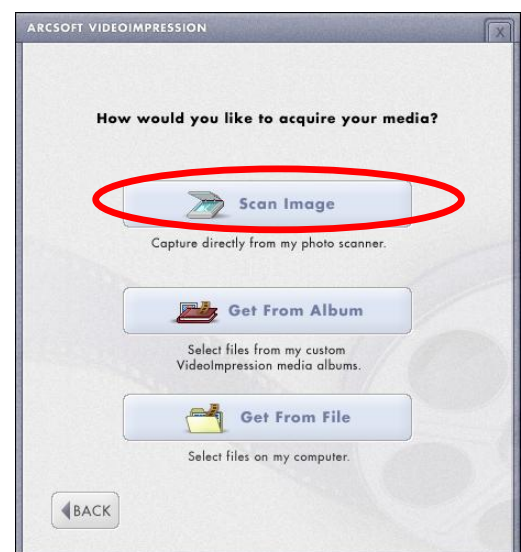 ARCSOFT VIDEOIMPRESSION
X
How would you like to acquire your media?
Scan Image
Capture directly from my photo scanner.
Get From Album
Select files from my custom
VideoImpression media albums.
Get From File
Select files on my computer.
BACK